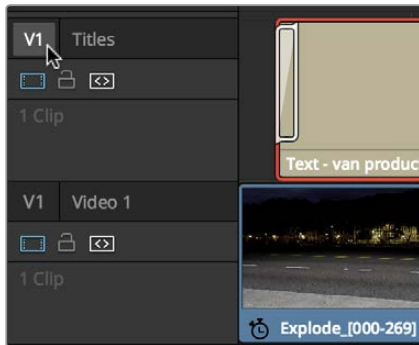 V1 Titles
1 Clip
Text - van produc
V1 Video 1
1 Clip
Explode_[000-269]